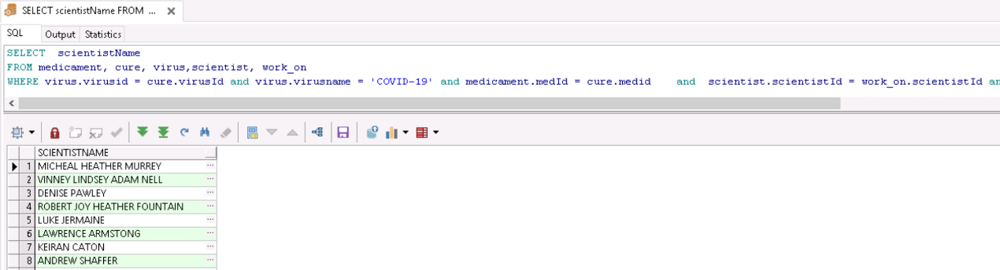 SELECT scientistName FROM ...
SQL Output Statistics
SELECT scientistName
FROM medicament, cure, virus,scientist, work_on
WHERE virus.virusid = cure.virusId and virus.virusname = 'COVID-19' and medicament.medId = cure.medid and scientist.scientistId = work_on.scientistId an
SCIENTISTNAME
1 MICHEAL HEATHER MURREY ...
2 VINNEY LINDSEY ADAM NELL ...
3 DENISE PAWLEY ...
4 ROBERT JOY HEATHER FOUNTAIN ...
5 LUKE JERMAINE ...
6 LAWRENCE ARMSTONG ...
7 KEIRAN CATON ...
8 ANDREW SHAFFER ...